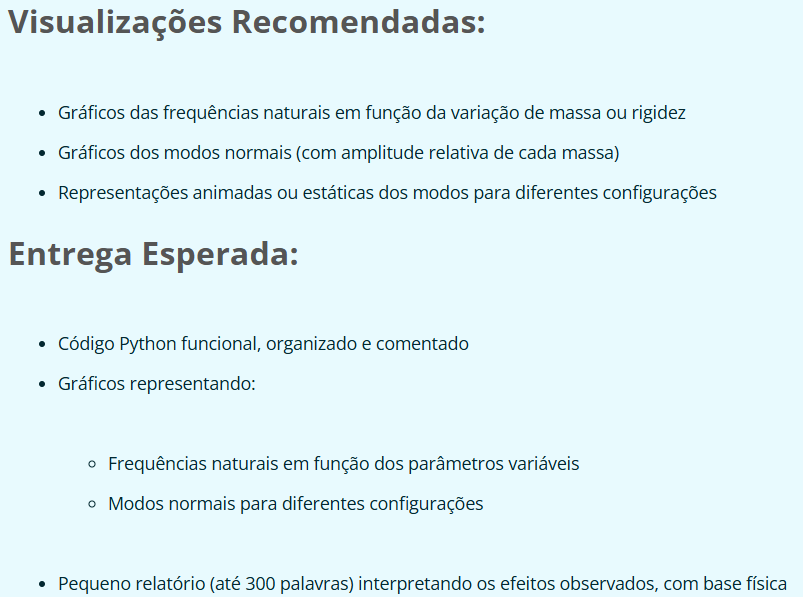 Visualizações Recomendadas:
• Gráficos das frequências naturais em função da variação de massa ou rigidez
• Gráficos dos modos normais (com amplitude relativa de cada massa)
• Representações animadas ou estáticas dos modos para diferentes configurações
Entrega Esperada:
• Código Python funcional, organizado e comentado
• Gráficos representando:
◦ Frequências naturais em função dos parâmetros variáveis
◦ Modos normais para diferentes configurações
• Pequeno relatório (até 300 palavras) interpretando os efeitos observados, com base física